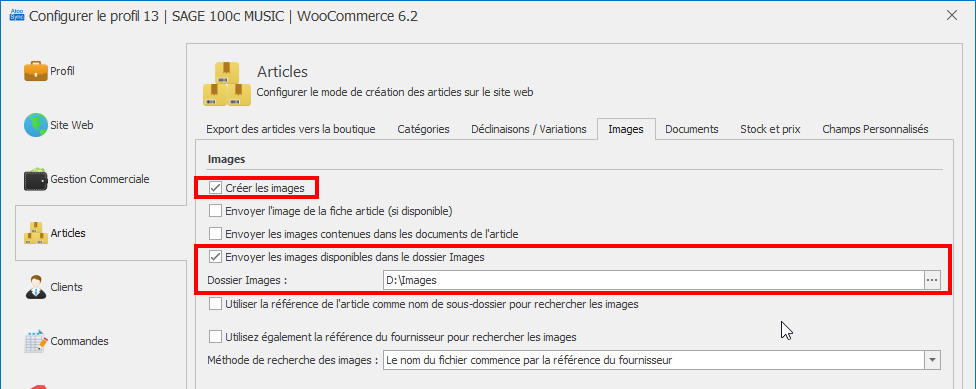 Atoo Sync
Configurer le profil 13 | SAGE 100c MUSIC | WooCommerce 6.2
Profil
Site Web
Gestion Commerciale
Articles
Clients
Commandes
Articles
Configurer le mode de création des articles sur le site web
Export des articles vers la boutique Catégories Déclinaisons / Variations Images Documents Stock et prix Champs Personnalisés
Images
Créer les images
Envoyer l'image de la fiche article (si disponible)
Envoyer les images contenues dans les documents de l'article
Envoyer les images disponibles dans le dossier Images
Dossier Images : D:\Images ...
Utiliser la référence de l'article comme nom de sous-dossier pour rechercher les images
Utilisez également la référence du fournisseur pour rechercher les images
Méthode de recherche des images : Le nom du fichier commence par la référence du fournisseur